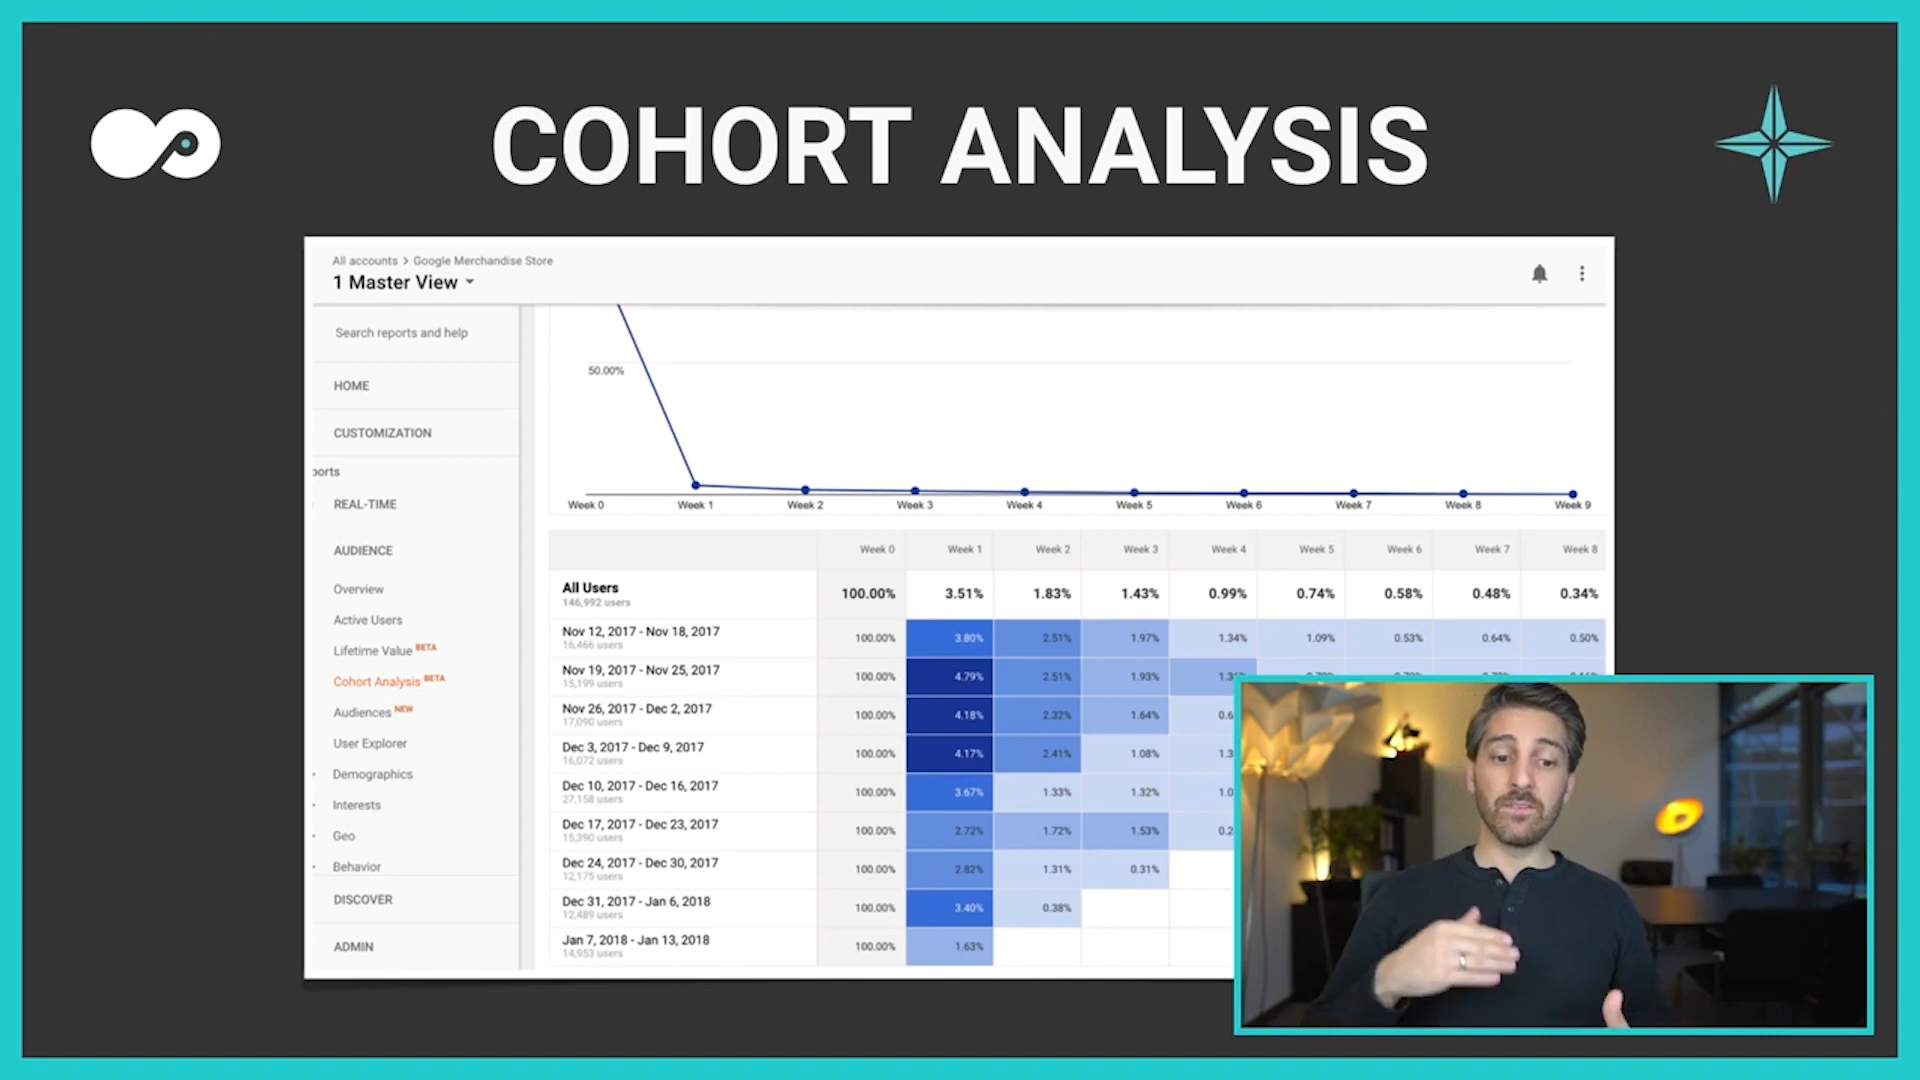 COHORT ANALYSIS
All accounts > Google Merchandise Store
1 Master View
Search reports and help
HOME
CUSTOMIZATION
ports
REAL-TIME
AUDIENCE
Overview
Active Users
Lifetime Value BETA
Cohort Analysis BETA
Audiences NEW
User Explorer
Demographics
Interests
Geo
Behavior
DISCOVER
ADMIN
50.00%
Week 0 Week 1 Week 2 Week 3 Week 4 Week 5 Week 6 Week 7 Week 8 Week 9
Week 0 Week 1 Week 2 Week 3 Week 4 Week 5 Week 6 Week 7 Week 8
All Users 100.00% 3.51% 1.83% 1.43% 0.99% 0.74% 0.58% 0.48% 0.34%
146,992 users
Nov 12, 2017 - Nov 18, 2017 100.00% 3.80% 2.51% 1.97% 1.34% 1.09% 0.53% 0.64% 0.50%
16,466 users
Nov 19, 2017 - Nov 25, 2017 100.00% 4.79% 2.51% 1.93%
15,199 users
Nov 26, 2017 - Dec 2, 2017 100.00% 4.18% 2.32% 1.64% 0.6
17,090 users
Dec 3, 2017 - Dec 9, 2017 100.00% 4.17% 2.41% 1.08% 1.3
16,072 users
Dec 10, 2017 - Dec 16, 2017 100.00% 3.67% 1.33% 1.32% 1.0
27,158 users
Dec 17, 2017 - Dec 23, 2017 100.00% 2.72% 1.72% 1.53% 0.2
15,390 users
Dec 24, 2017 - Dec 30, 2017 100.00% 2.82% 1.31% 0.31%
12,175 users
Dec 31, 2017 - Jan 6, 2018 100.00% 3.40% 0.38%
12,489 users
Jan 7, 2018 - Jan 13, 2018 100.00% 1.63%
14,953 users